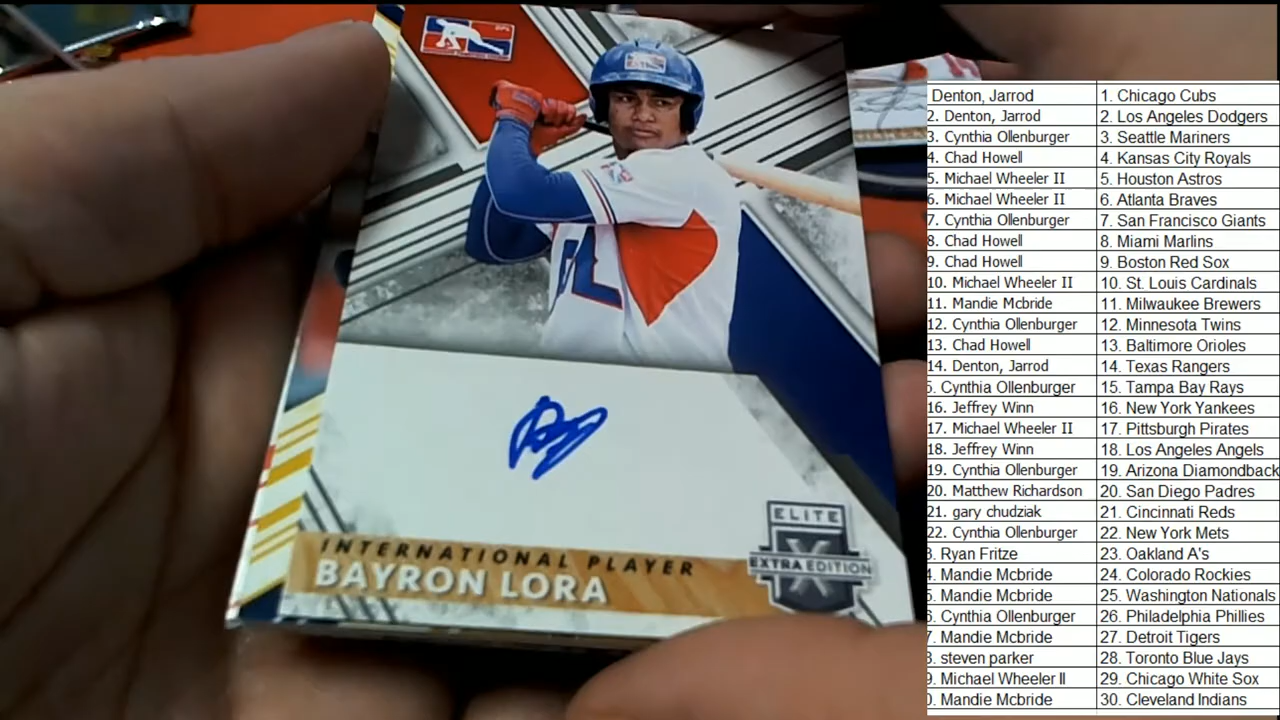 INTERNATIONAL PLAYER
BAYRON LORA
ELITE
X
EXTRA EDITION
Denton, Jarrod 1. Chicago Cubs
2. Denton, Jarrod 2. Los Angeles Dodgers
3. Cynthia Ollenburger 3. Seattle Mariners
4. Chad Howell 4. Kansas City Royals
5. Michael Wheeler II 5. Houston Astros
6. Michael Wheeler II 6. Atlanta Braves
7. Cynthia Ollenburger 7. San Francisco Giants
8. Chad Howell 8. Miami Marlins
9. Chad Howell 9. Boston Red Sox
10. Michael Wheeler II 10. St. Louis Cardinals
11. Mandie Mcbride 11. Milwaukee Brewers
12. Cynthia Ollenburger 12. Minnesota Twins
13. Chad Howell 13. Baltimore Orioles
14. Denton, Jarrod 14. Texas Rangers
5. Cynthia Ollenburger 15. Tampa Bay Rays
16. Jeffrey Winn 16. New York Yankees
17. Michael Wheeler II 17. Pittsburgh Pirates
18. Jeffrey Winn 18. Los Angeles Angels
19. Cynthia Ollenburger 19. Arizona Diamondback
20. Matthew Richardson 20. San Diego Padres
21. gary chudziak 21. Cincinnati Reds
22. Cynthia Ollenburger 22. New York Mets
3. Ryan Fritze 23. Oakland A's
4. Mandie Mcbride 24. Colorado Rockies
5. Mandie Mcbride 25. Washington Nationals
6. Cynthia Ollenburger 26. Philadelphia Phillies
7. Mandie Mcbride 27. Detroit Tigers
8. steven parker 28. Toronto Blue Jays
9. Michael Wheeler II 29. Chicago White Sox
0. Mandie Mcbride 30. Cleveland Indians